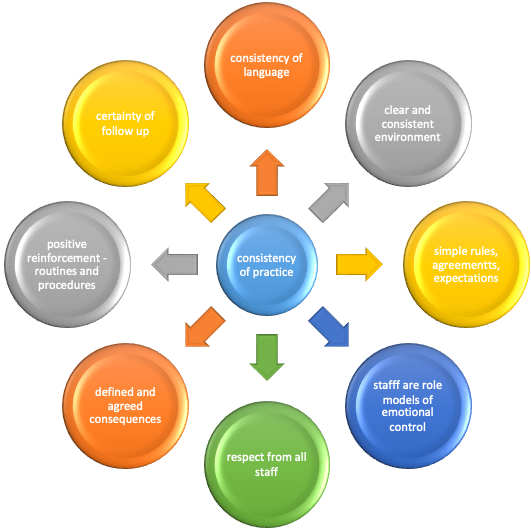 consistency of
language
clear and
consistent
environment
simple rules,
agreementts,
expectations
stafff are role
models of
emotional
control
respect from all
staff
defined and
agreed
consequences
positive
reinforcement -
routines and
procedures
certainty of
follow up
consistency
of practice